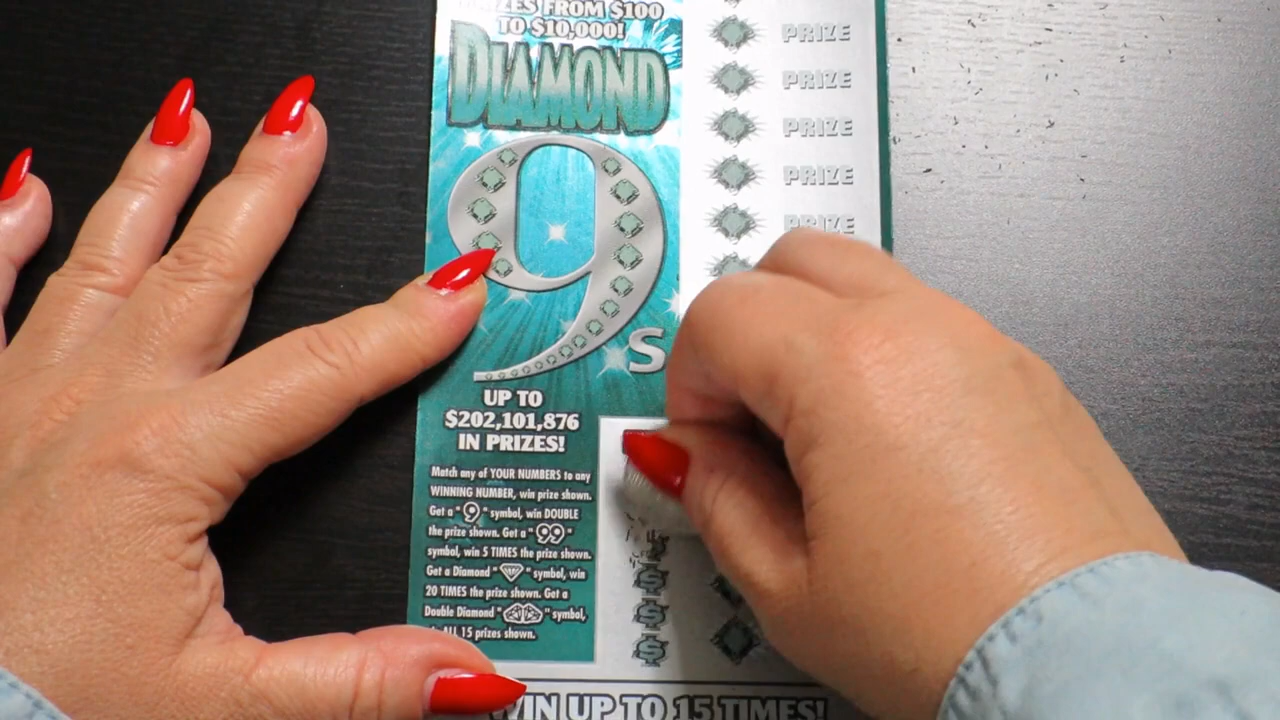 PRIZES FROM $100
TO $10,000!
DIAMOND
9
S
UP TO
$202,101,876
IN PRIZES!
Match any of YOUR NUMBERS to any
WINNING NUMBER, win prize shown.
Get a "9" symbol, win DOUBLE
the prize shown. Get a "99"
symbol, win 5 TIMES the prize shown.
Get a Diamond " " symbol, win
20 TIMES the prize shown. Get a
Double Diamond " " symbol,
ALL 15 prizes shown.
PRIZE
PRIZE
PRIZE
PRIZE
PRIZE
$
$
$
WIN UP TO 15 TIMES!